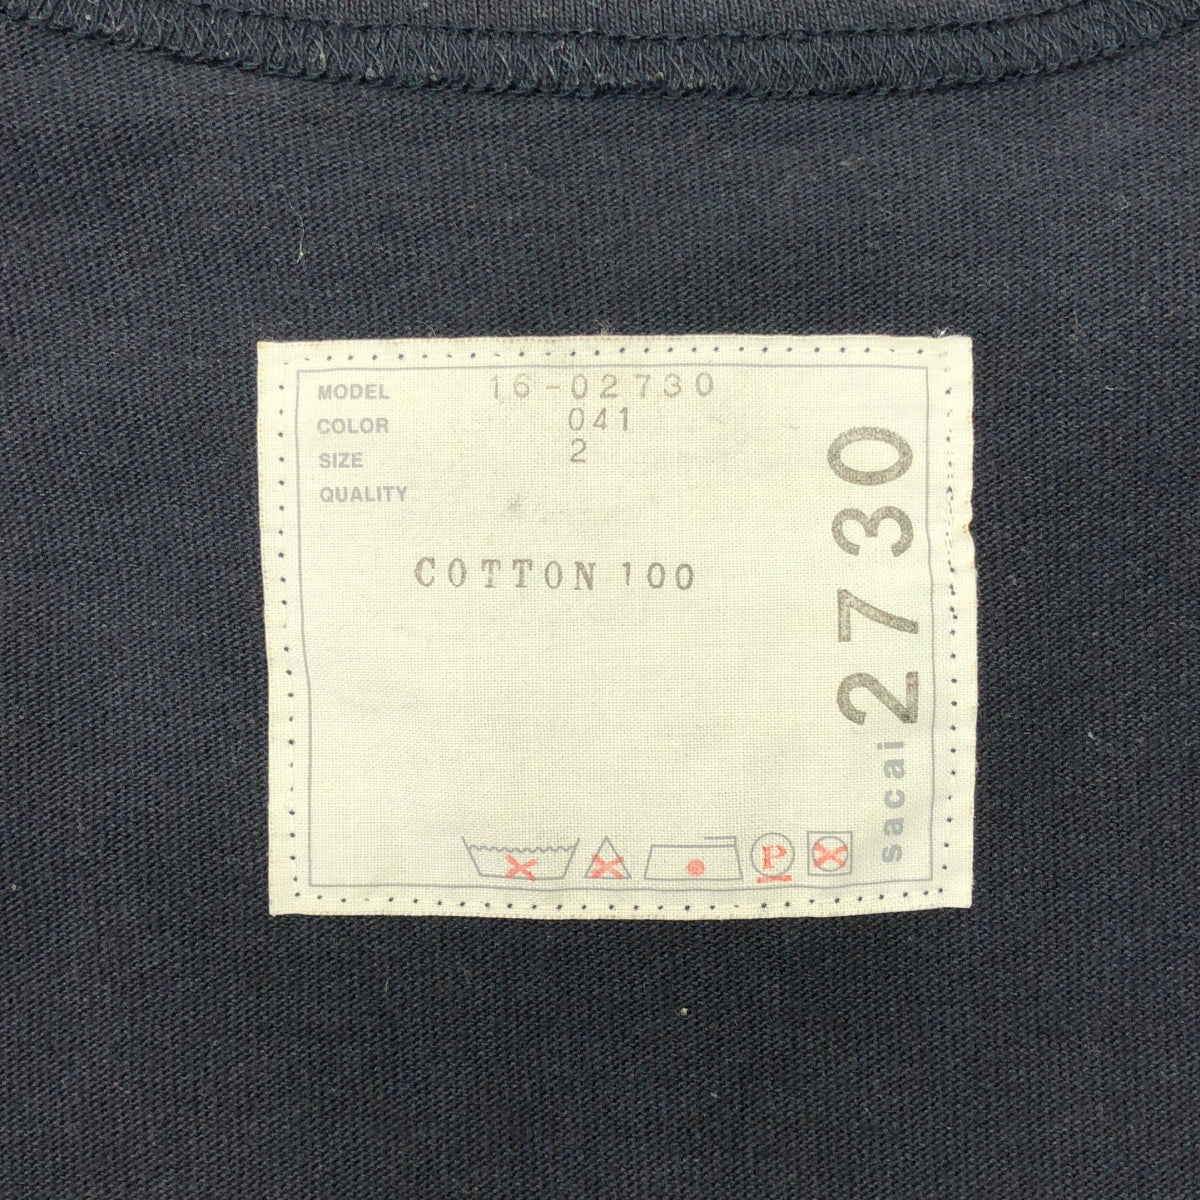 MODEL 16-02730
COLOR 041
SIZE 2
QUALITY
COTTON 100
sacai 2730
P